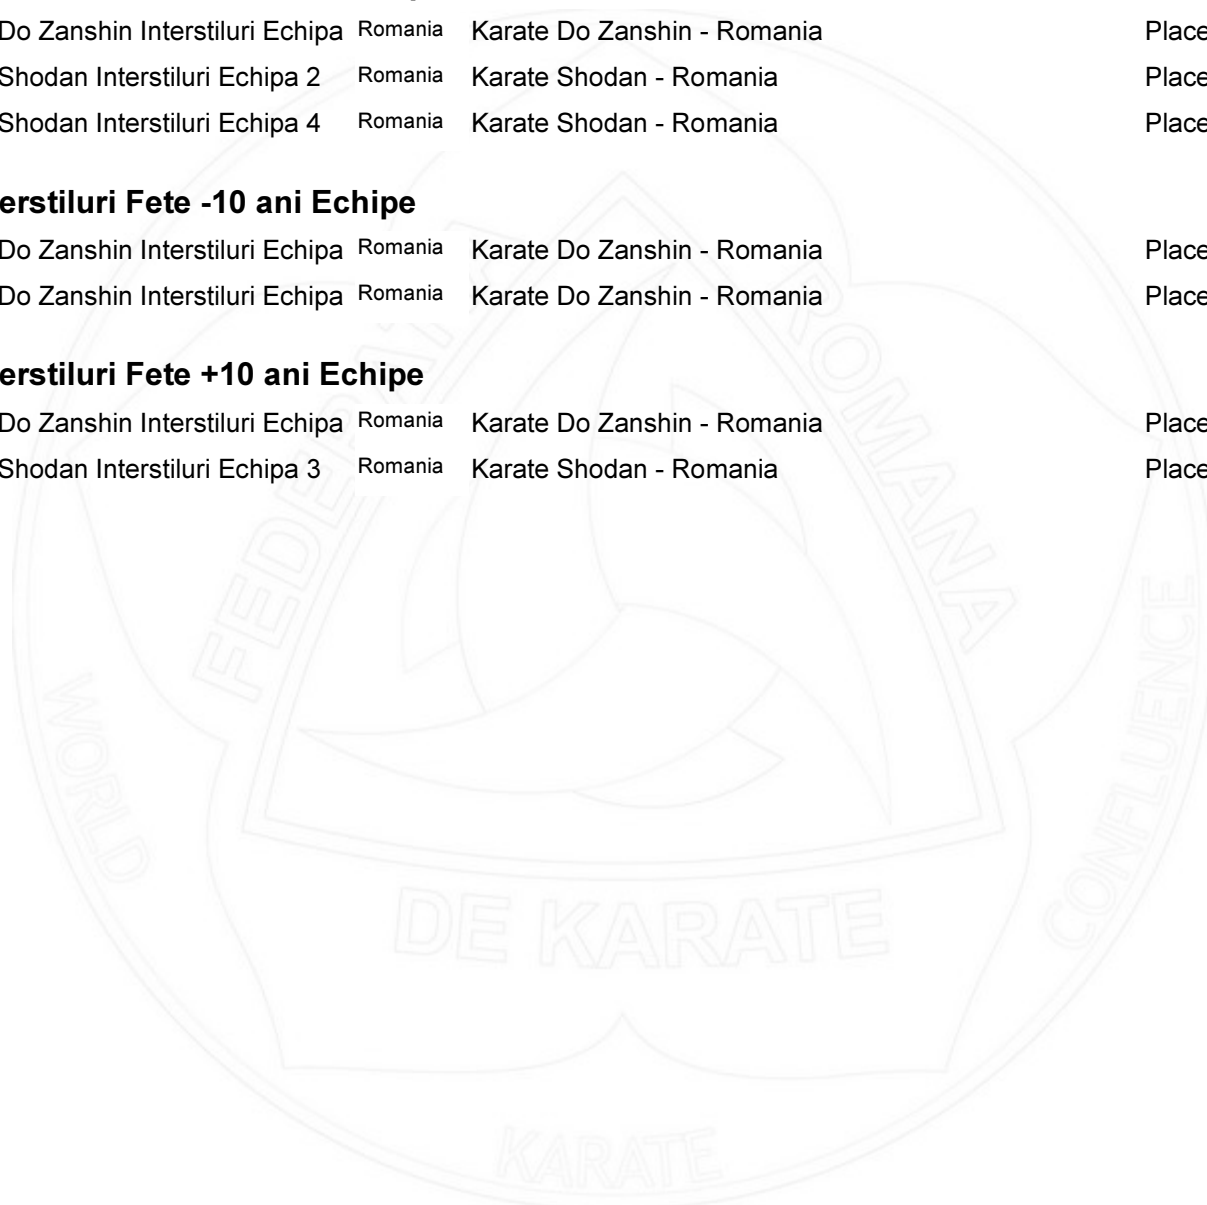 Do Zanshin Interstiluri Echipa Romania Karate Do Zanshin - Romania Place
Shodan Interstiluri Echipa 2 Romania Karate Shodan - Romania Place
Shodan Interstiluri Echipa 4 Romania Karate Shodan - Romania Place
erstiluri Fete -10 ani Echipe
Do Zanshin Interstiluri Echipa Romania Karate Do Zanshin - Romania Place
Do Zanshin Interstiluri Echipa Romania Karate Do Zanshin - Romania Place
erstiluri Fete +10 ani Echipe
Do Zanshin Interstiluri Echipa Romania Karate Do Zanshin - Romania Place
Shodan Interstiluri Echipa 3 Romania Karate Shodan - Romania Place
ROMANA
WORLD
CONFLUENCE
DE KARATE
KARATE